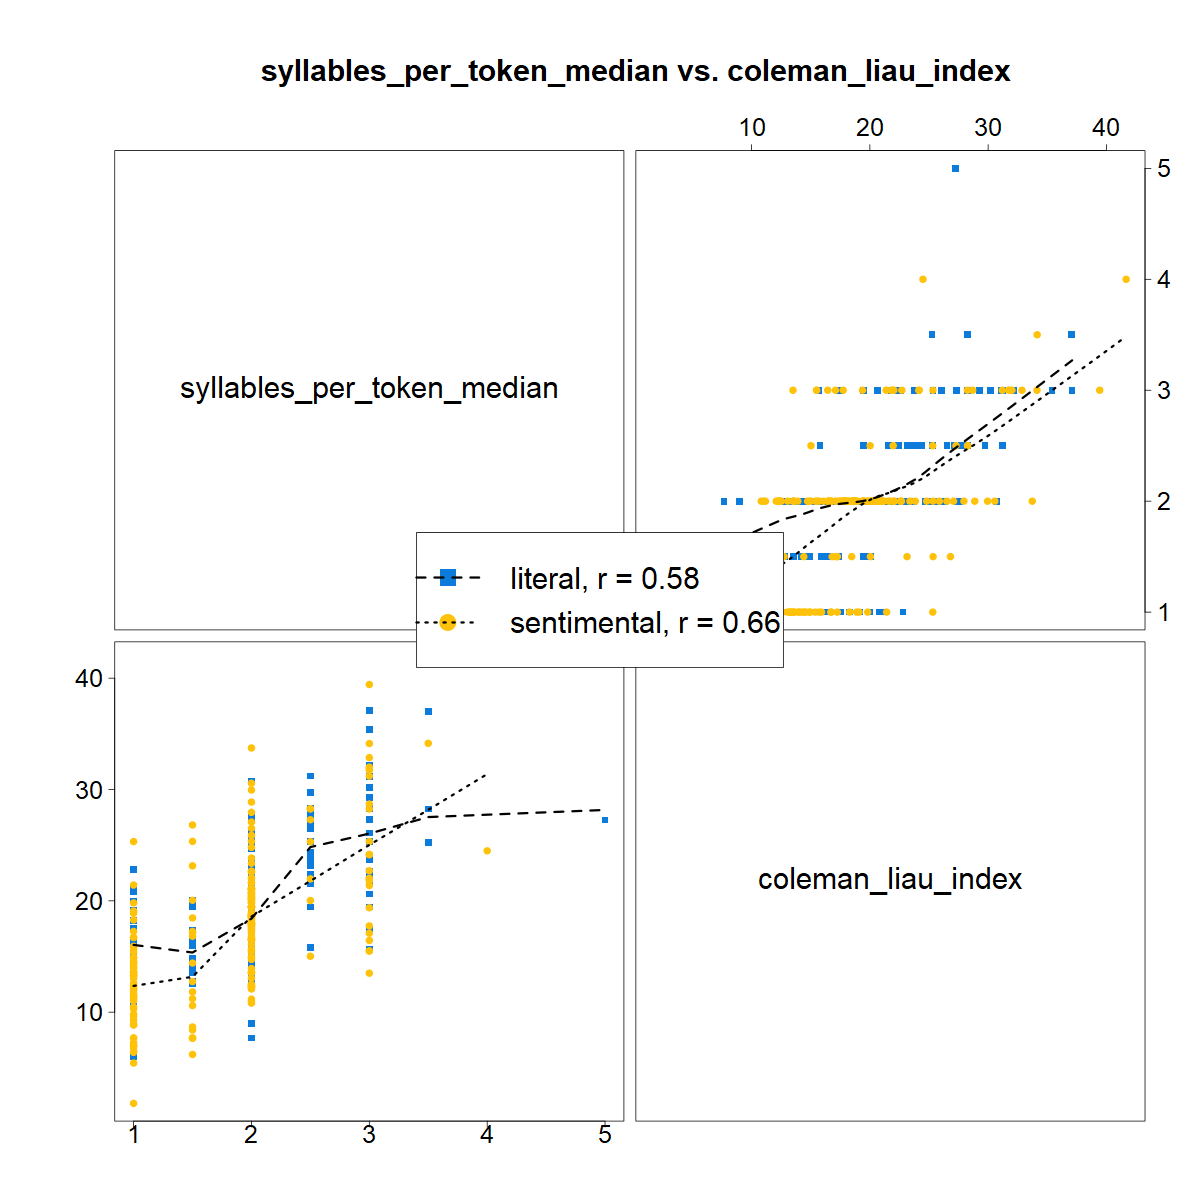 syllables_per_token_median vs. coleman_liau_index
10 20 30 40
5
4
syllables_per_token_median
3
2
literal, r = 0.58
sentimental, r = 0.66
1
40
30
coleman_liau_index
20
10
1 2 3 4 5